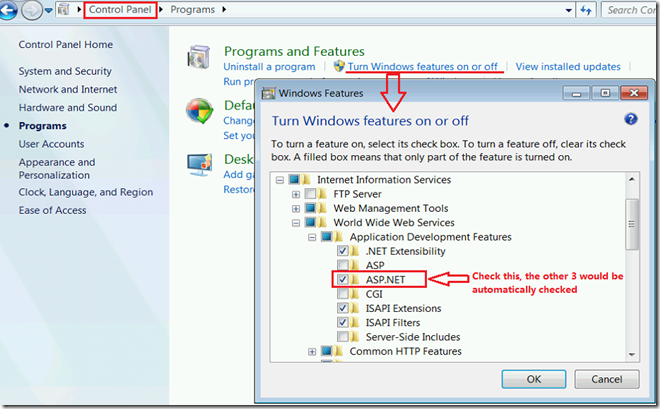 Control Panel ▸ Programs ▸
Search Con
Control Panel Home
System and Security
Network and Internet
Hardware and Sound
Programs
User Accounts
Appearance and
Personalization
Clock, Language, and Region
Ease of Access
Programs and Features
Uninstall a program
Turn Windows features on or off
View installed updates
Run pro
Defau
Change
Set you
Desk
Add ga
Restore
Windows Features
Turn Windows features on or off
To turn a feature on, select its check box. To turn a feature off, clear its check
box. A filled box means that only part of the feature is turned on.
Internet Information Services
FTP Server
Web Management Tools
World Wide Web Services
Application Development Features
.NET Extensibility
ASP
ASP.NET
CGI
ISAPI Extensions
ISAPI Filters
Server-Side Includes
Common HTTP Features
Check this, the other 3 would be
automatically checked
OK
Cancel